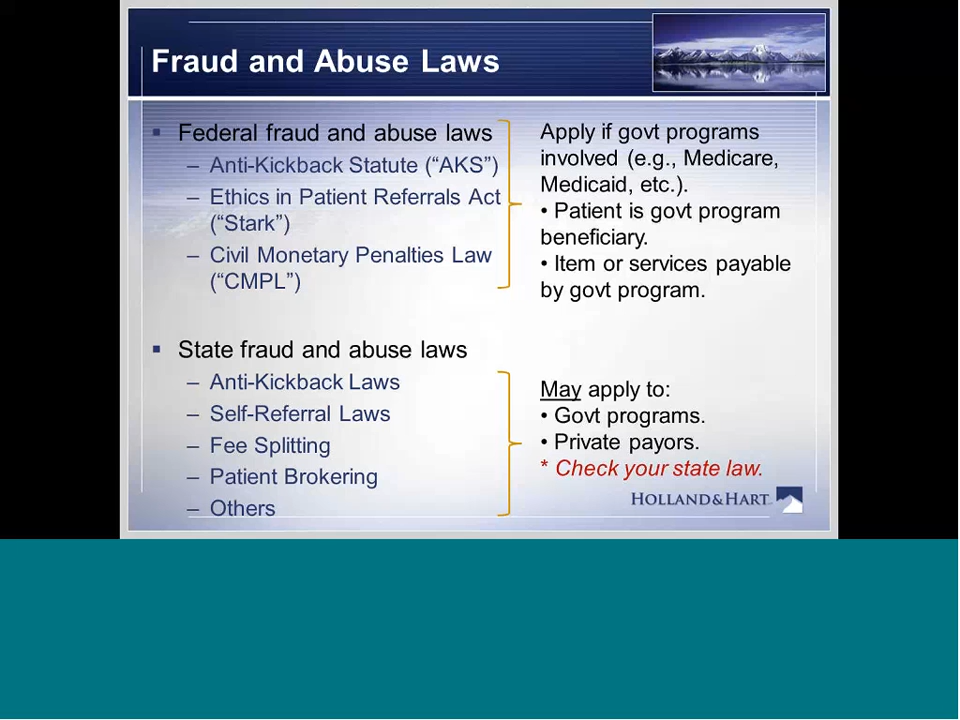 Fraud and Abuse Laws
▪ Federal fraud and abuse laws
– Anti-Kickback Statute (“AKS”)
– Ethics in Patient Referrals Act
(“Stark”)
– Civil Monetary Penalties Law
(“CMPL”)
Apply if govt programs
involved (e.g., Medicare,
Medicaid, etc.).
• Patient is govt program
beneficiary.
• Item or services payable
by govt program.
▪ State fraud and abuse laws
– Anti-Kickback Laws
– Self-Referral Laws
– Fee Splitting
– Patient Brokering
– Others
May apply to:
• Govt programs.
• Private payors.
* Check your state law.
HOLLAND&HART